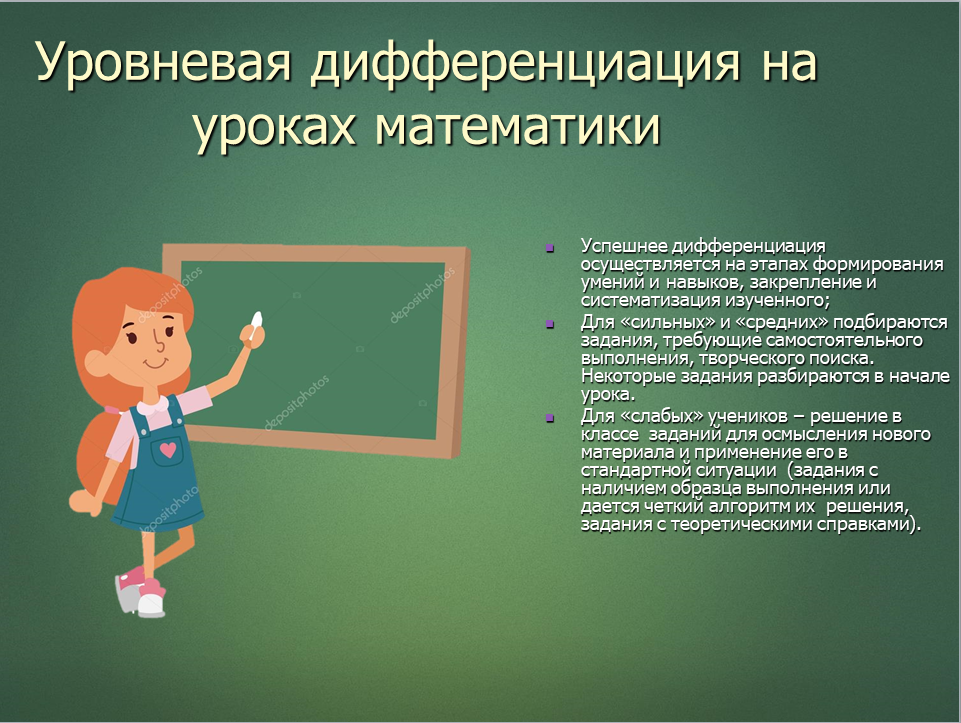 Уровневая дифференциация на
уроках математики
Успешнее дифференциация
осуществляется на этапах формирования
умений и навыков, закрепление и
систематизация изученного;
Для «сильных» и «средних» подбираются
задания, требующие самостоятельного
выполнения, творческого поиска.
Некоторые задания разбираются в начале
урока.
Для «слабых» учеников – решение в
классе заданий для осмысления нового
материала и применение его в
стандартной ситуации (задания с
наличием образца выполнения или
дается четкий алгоритм их решения,
задания с теоретическими справками).
depositphotos
depositphotos
depositphotos
depositphotos